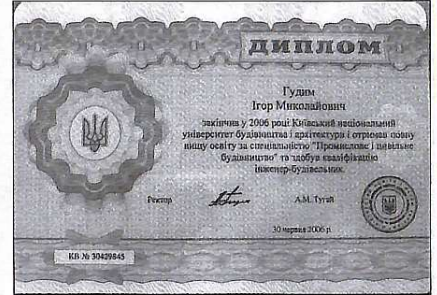 ДИПЛОМ
Гудим
Ігор Миколайович
закінчив у 2006 році Київський національний
університет будівництва і архітектури і отримав повну
вищу освіту за спеціальністю "Промислове і цивільне
будівництво" та здобув кваліфікацію
інженер-будівельник.
Ректор А.М. Тугай
30 червня 2006 р.
КВ № 30429845